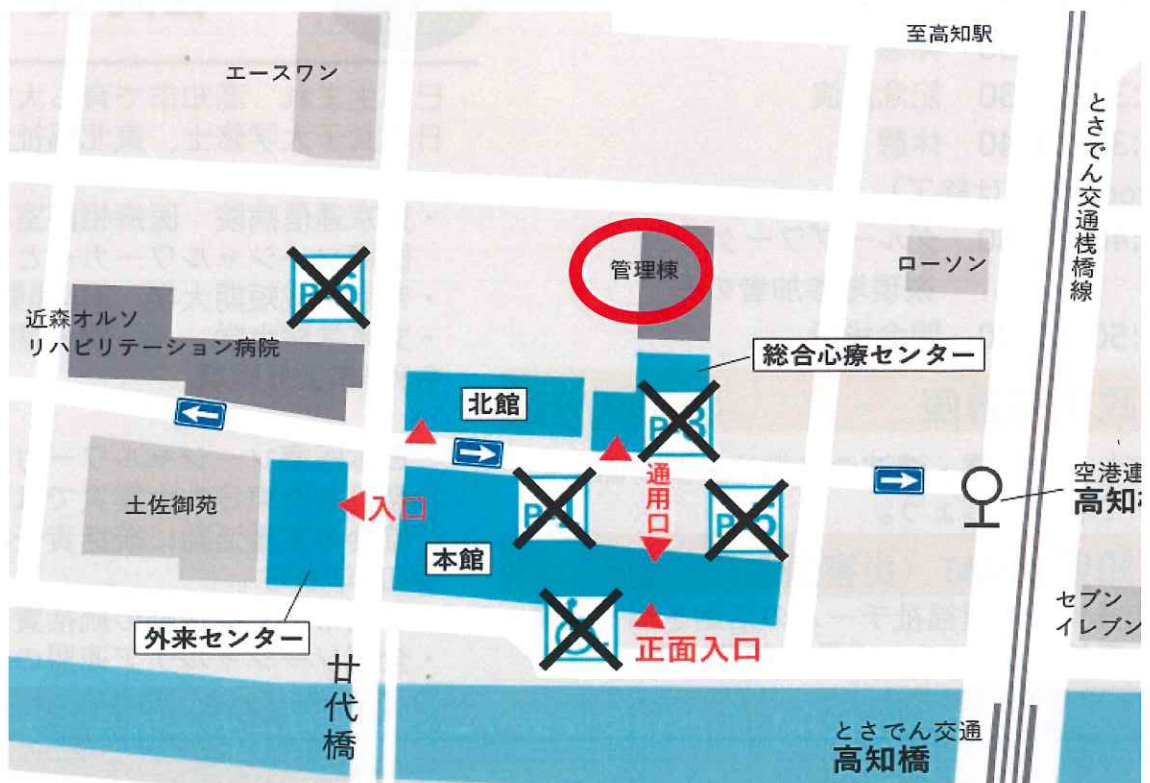 至高知駅
エースワン
とさでん交通桟橋線
管理棟
ローソン
近森オルソ
リハビリテーション病院
総合心療センター
北館
通用口
空港連
高知
土佐御苑
入口
本館
外来センター
正面入口
セブン
イレブン
廿代橋
とさでん交通
高知橋